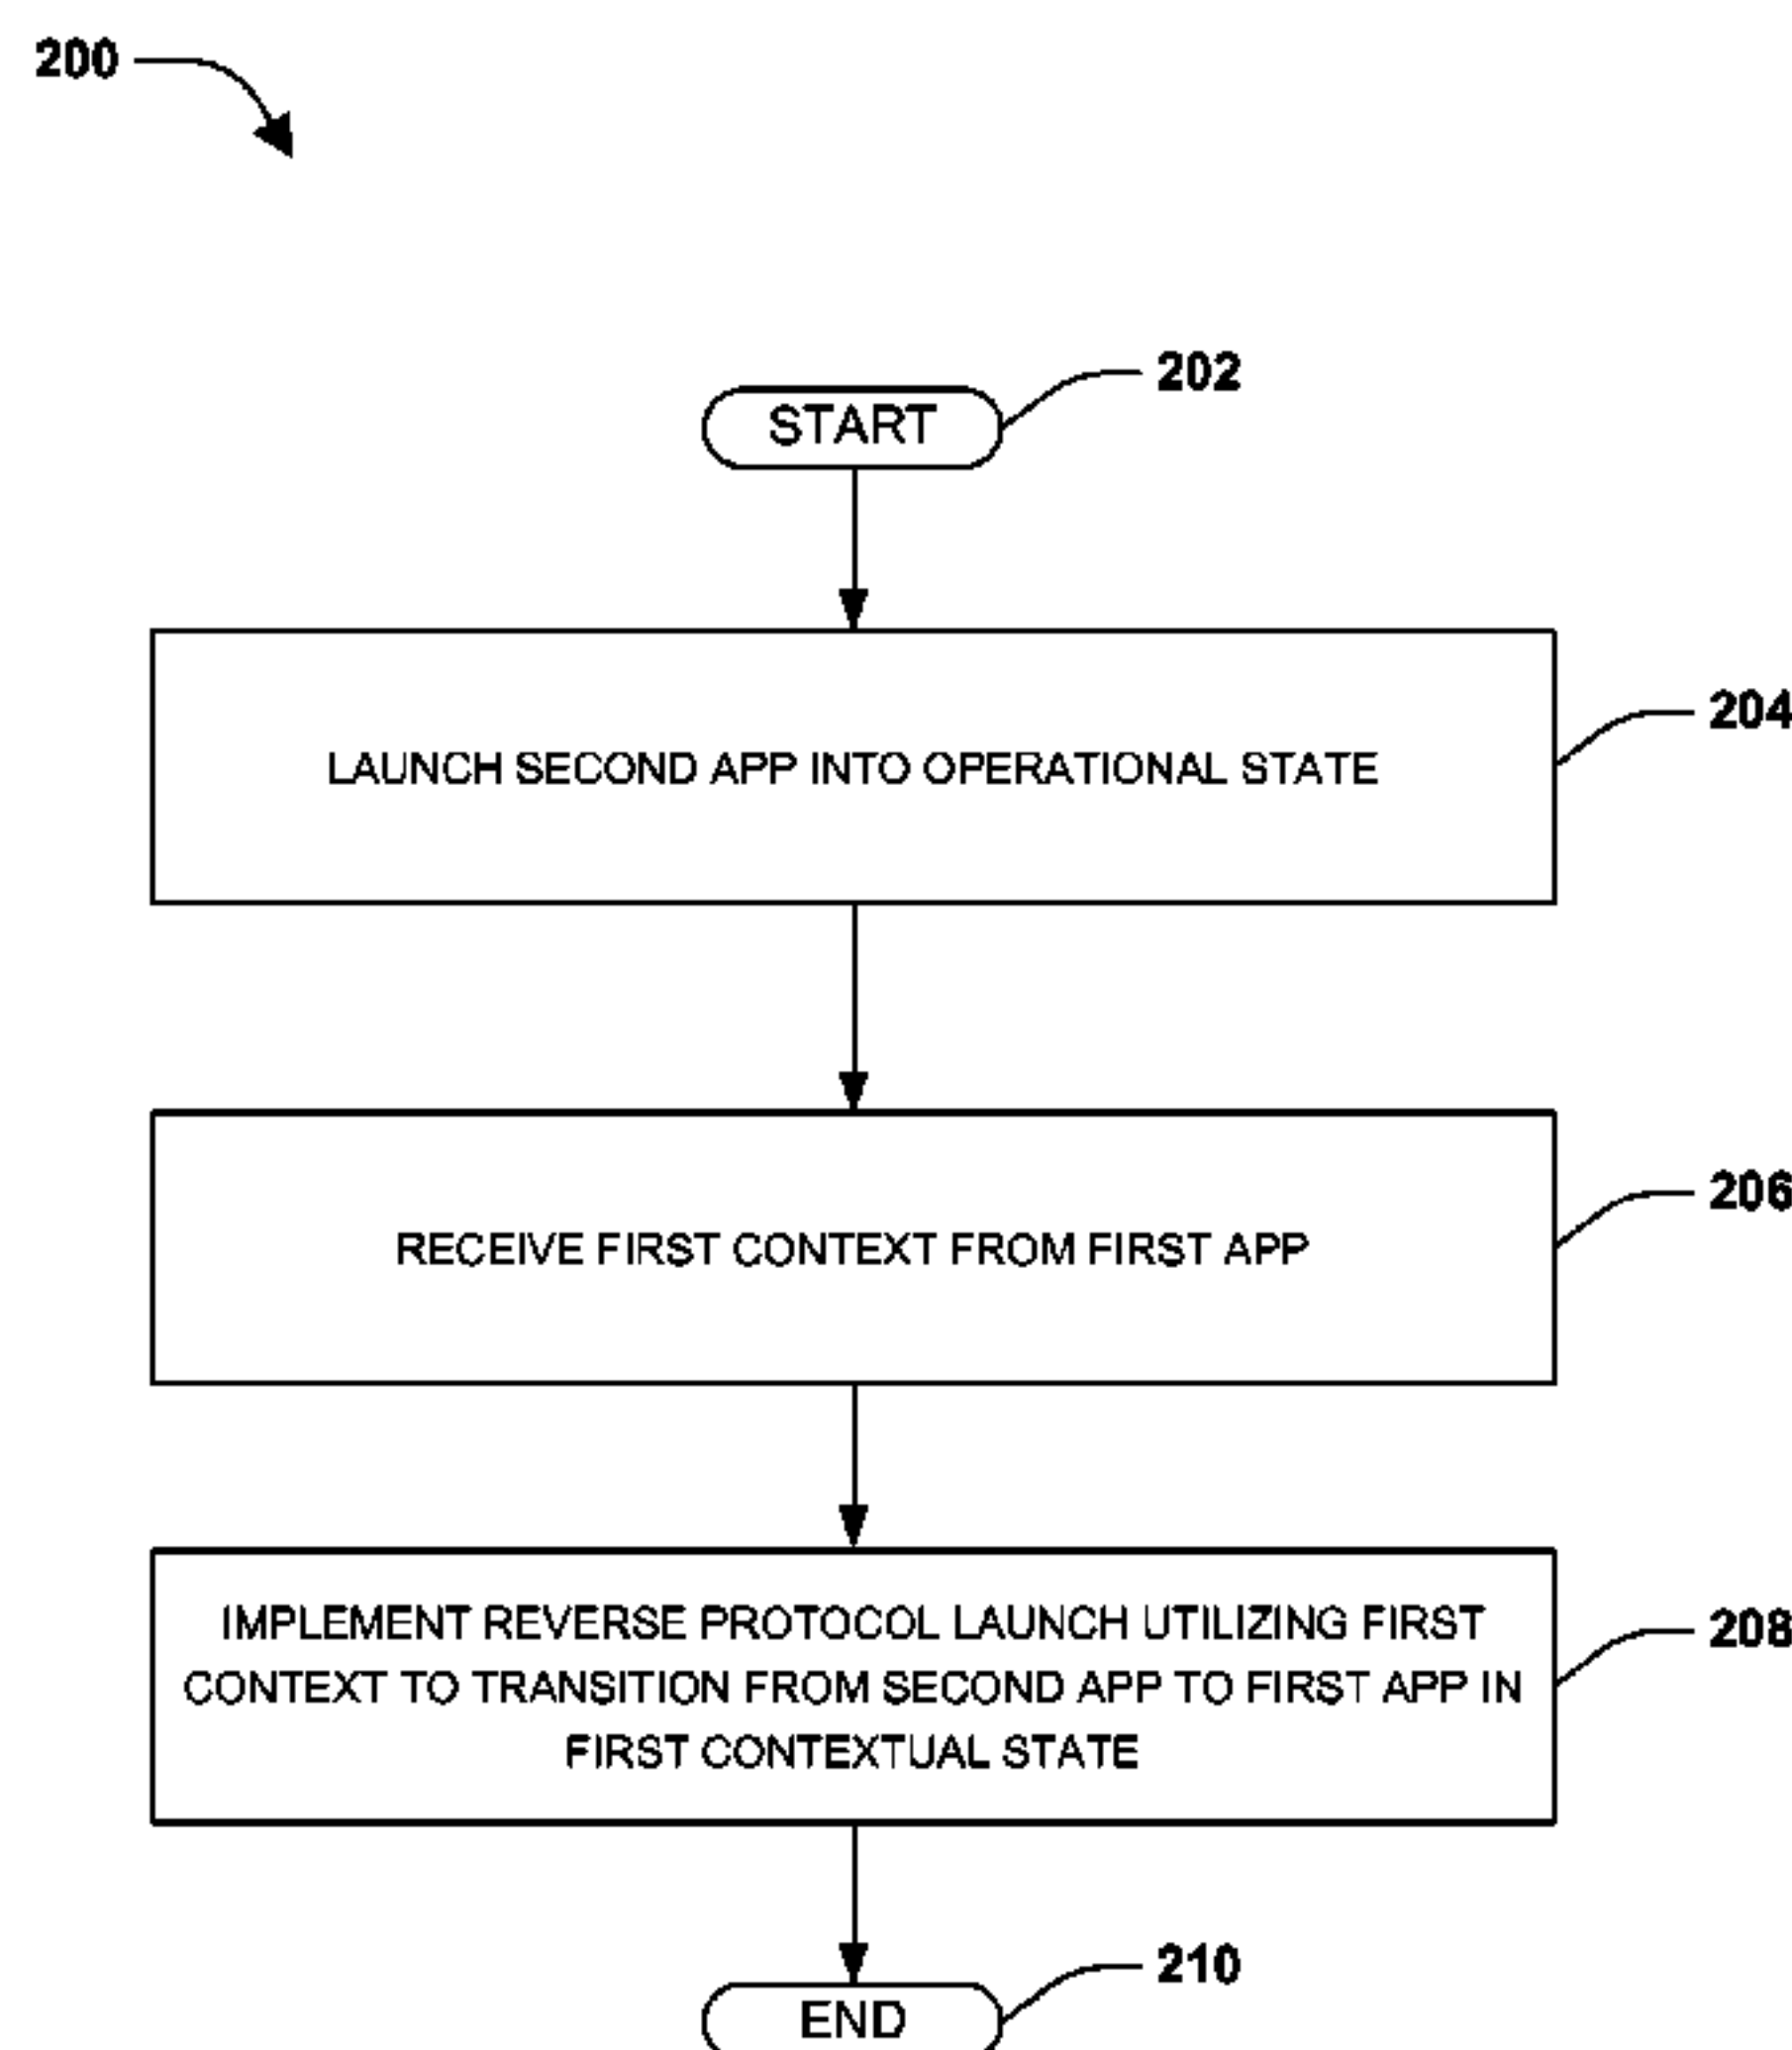 200
START
202
LAUNCH SECOND APP INTO OPERATIONAL STATE
204
RECEIVE FIRST CONTEXT FROM FIRST APP
206
IMPLEMENT REVERSE PROTOCOL LAUNCH UTILIZING FIRST
CONTEXT TO TRANSITION FROM SECOND APP TO FIRST APP IN
FIRST CONTEXTUAL STATE
208
END
210